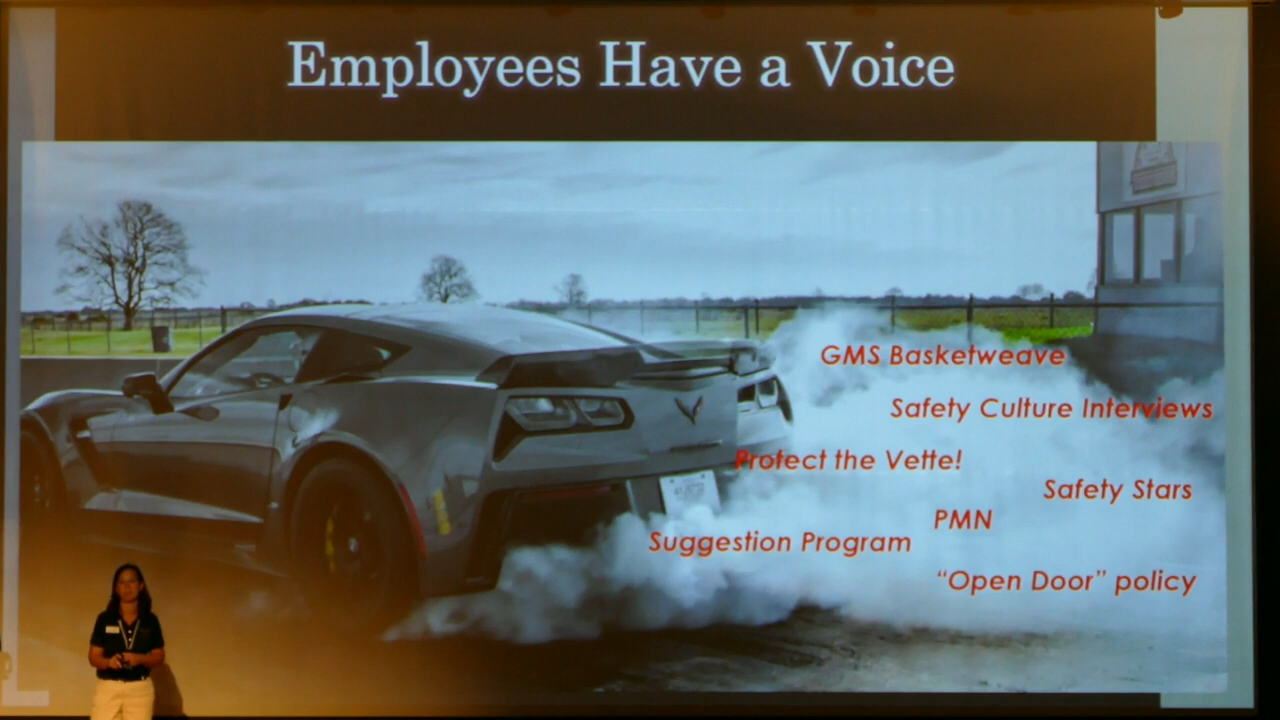 Employees Have a Voice
GMS Basketweave
Safety Culture Interviews
Protect the Vette!
Safety Stars
PMN
Suggestion Program
“Open Door” policy